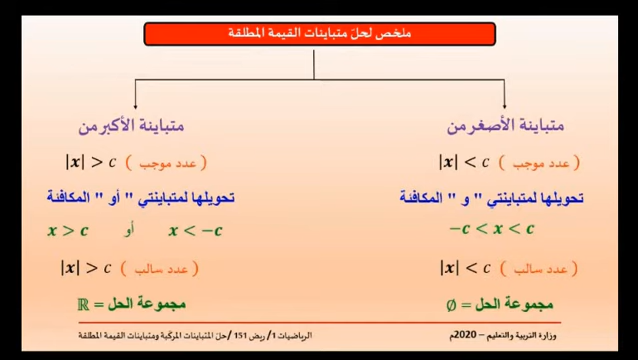 ملخص لحل متباينات القيمة المطلقة
متباينة الأصغر من
|x| < c ( عدد موجب )
تحويلها لمتباينتي " و " المكافئة
−c < x < c
|x| < c ( عدد سالب )
مجموعة الحل = Ø
متباينة الأكبر من
|x| > c ( عدد موجب )
تحويلها لمتباينتي " أو " المكافئة
x < −c أو x > c
|x| > c ( عدد سالب )
مجموعة الحل = ℝ
وزارة التربية والتعليم – 2020م
الرياضيات 1/ ريض 151 /حل المتباينات المركبة ومتباينات القيمة المطلقة